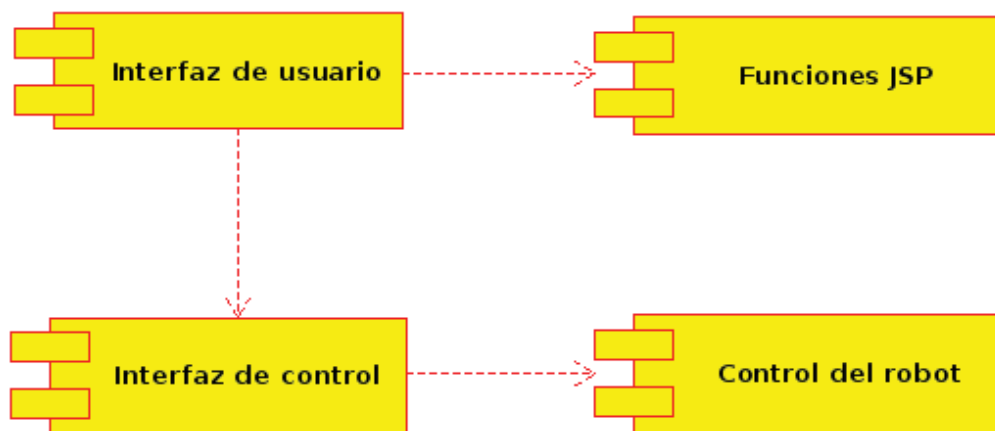 Interfaz de usuario
Funciones JSP
Interfaz de control
Control del robot